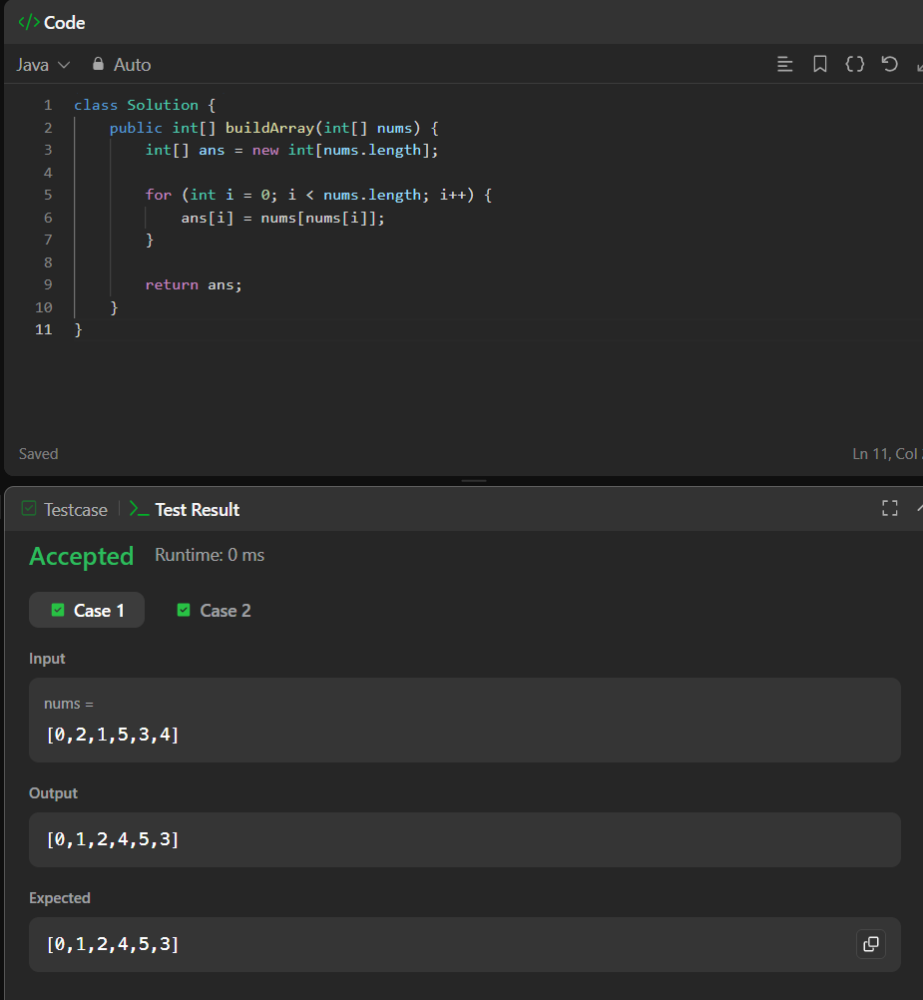 </> Code
Java Auto
1 class Solution {
2     public int[] buildArray(int[] nums) {
3         int[] ans = new int[nums.length];
4
5         for (int i = 0; i < nums.length; i++) {
6             ans[i] = nums[nums[i]];
7         }
8
9         return ans;
10     }
11 }
Saved Ln 11, Col
Testcase >_ Test Result
Accepted Runtime: 0 ms
Case 1 Case 2
Input
nums =
[0,2,1,5,3,4]
Output
[0,1,2,4,5,3]
Expected
[0,1,2,4,5,3]